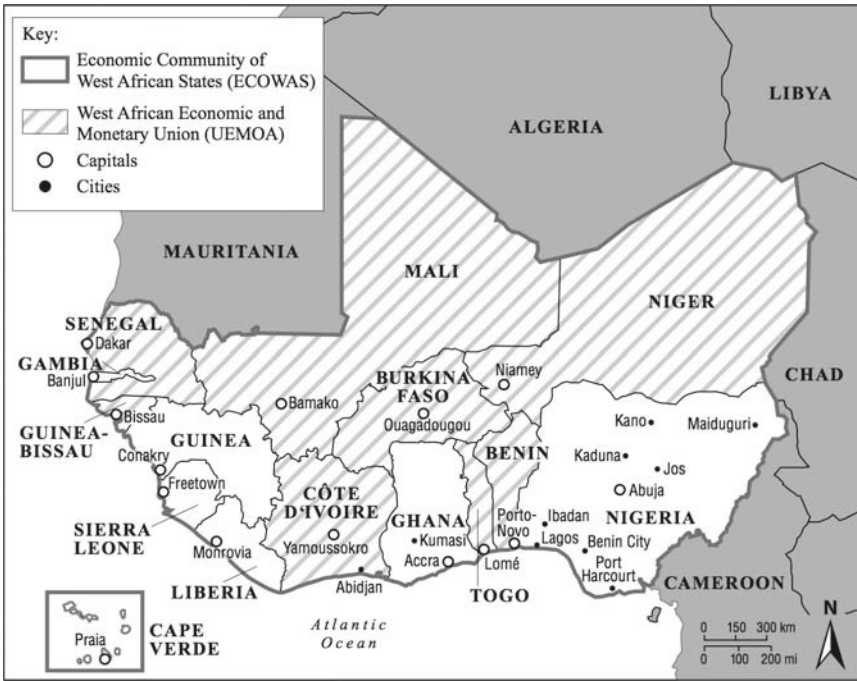 Key:
Economic Community of
West African States (ECOWAS)
West African Economic and
Monetary Union (UEMOA)
Capitals
Cities
LIBYA
ALGERIA
MAURITANIA
MALI
NIGER
SENEGAL
Dakar
GAMBIA
Banjul
CHAD
Niamey
BURKINA
FASO
Bamako
Ouagadougou
Bissau
GUINEA-
BISSAU
GUINEA
Kano
Maiduguri
BENIN
Kaduna
Jos
Conakry
Freetown
CÔTE
D'IVOIRE
Abuja
SIERRA
LEONE
GHANA
Kumasi
Porto-
Novo
Ibadan
Lagos
NIGERIA
Monrovia
Yamoussokro
Benin City
Accra
Lomé
Port
Harcourt
CAMEROON
LIBERIA
Abidjan
TOGO
N
Praia
CAPE
VERDE
Atlantic
Ocean
0 150 300 km
0 100 200 mi